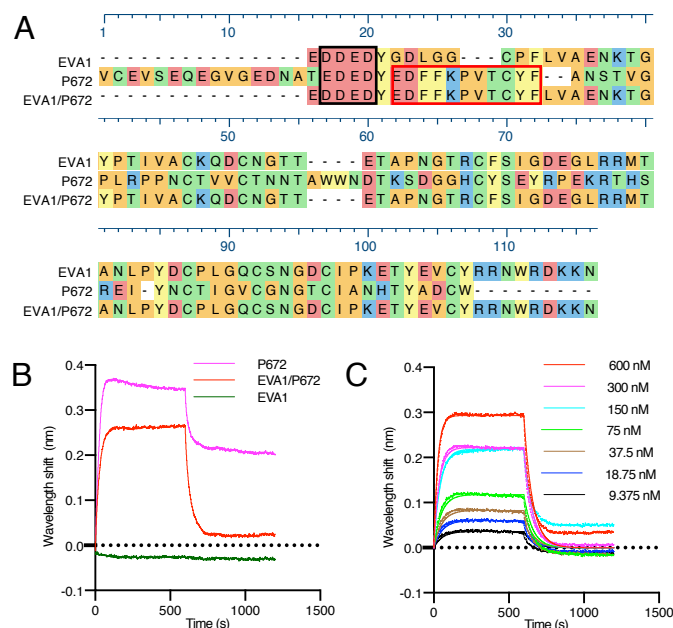 A
1 10 20 30
EVA1 - - - - - - - - - - - - - - - E D D E D Y G D L G G - - - C P F L V A E N K T G
P672 V C E V S E Q E G V G E D N A T E D E D Y E D F F K P V T C Y F - - A N S T V G
EVA1/P672 - - - - - - - - - - - - - - - E D D E D Y E D F F K P V T C Y F L V A E N K T G
50 60 70
EVA1 Y P T I V A C K Q D C N G T T - - - - E T A P N G T R C F S I G D E G L R R M T
P672 P L R P P N C T V V C T N N T A W W N D T K S D G G H C Y S E Y R P E K R T H S
EVA1/P672 Y P T I V A C K Q D C N G T T - - - - E T A P N G T R C F S I G D E G L R R M T
90 100 110
EVA1 A N L P Y D C P L G Q C S N G D C I P K E T Y E V C Y R R N W R D K K N
P672 R E I - Y N C T I G V C G N G T C I A N H T Y A D C W - - - - - - - - -
EVA1/P672 A N L P Y D C P L G Q C S N G D C I P K E T Y E V C Y R R N W R D K K N
B
Wavelength shift (nm)
0.4
0.3
0.2
0.1
0.0
-0.1
0 500 1000 1500
Time (s)
P672
EVA1/P672
EVA1
C
Wavelength shift (nm)
0.4
0.3
0.2
0.1
0.0
-0.1
0 500 1000 1500
Time (s)
600 nM
300 nM
150 nM
75 nM
37.5 nM
18.75 nM
9.375 nM